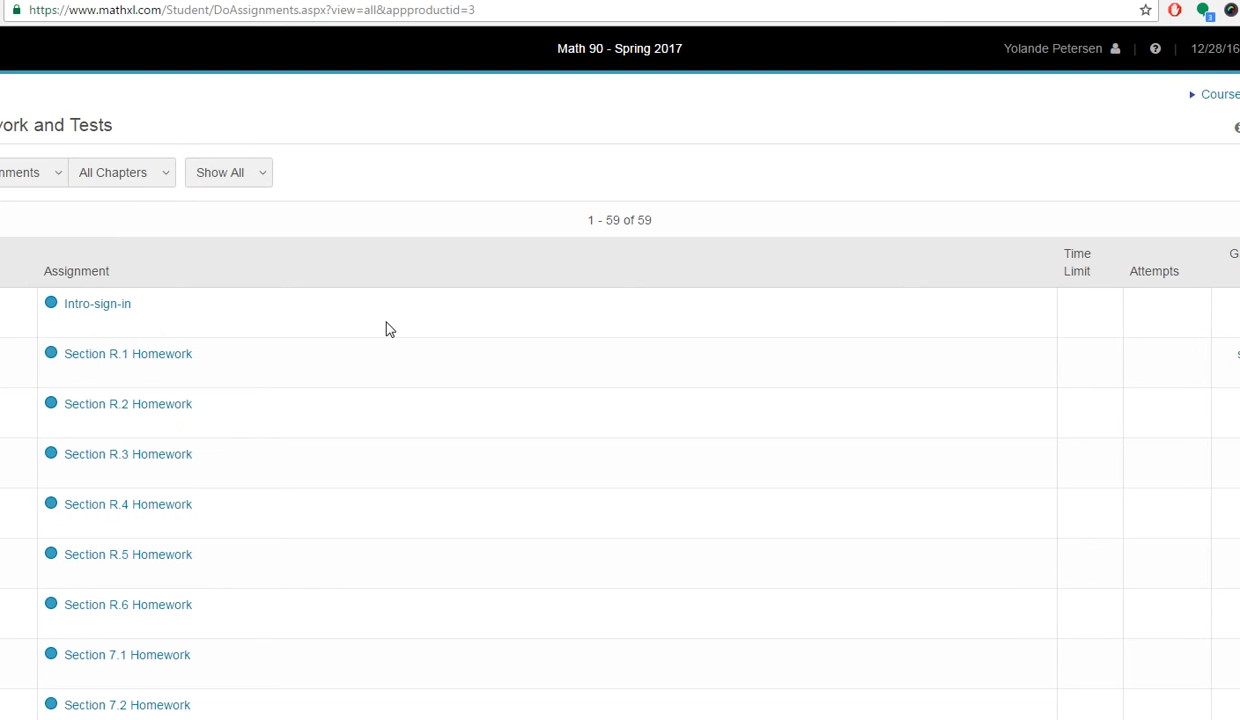 https://www.mathxl.com/Student/DoAssignments.aspx?view=all&appproductid=3
3
Math 90 - Spring 2017
Yolande Petersen
12/28/16
Course
ork and Tests
nments
All Chapters
Show All
1 - 59 of 59
Assignment
Time Limit
Attempts
G
Intro-sign-in
Section R.1 Homework
Section R.2 Homework
Section R.3 Homework
Section R.4 Homework
Section R.5 Homework
Section R.6 Homework
Section 7.1 Homework
Section 7.2 Homework